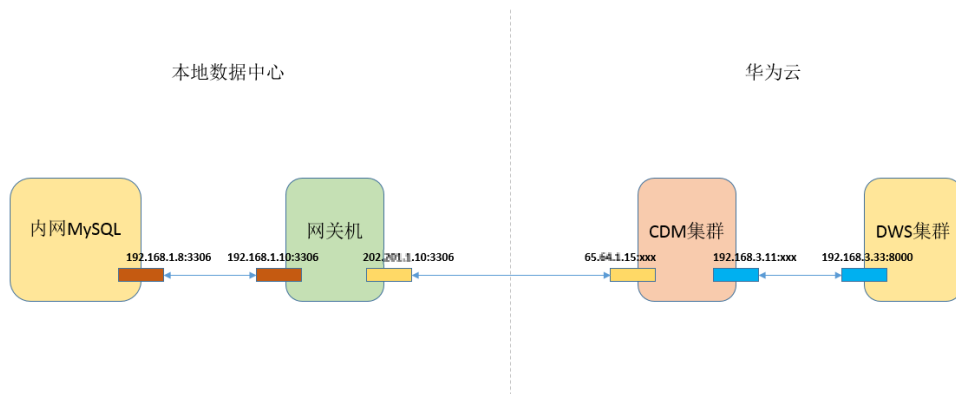 本地数据中心
华为云
内网MySQL
网关机
CDM集群
DWS集群
192.168.1.8:3306
192.168.1.10:3306
202.201.1.10:3306
65.64.1.15:xxx
192.168.3.11:xxx
192.168.3.33:8000